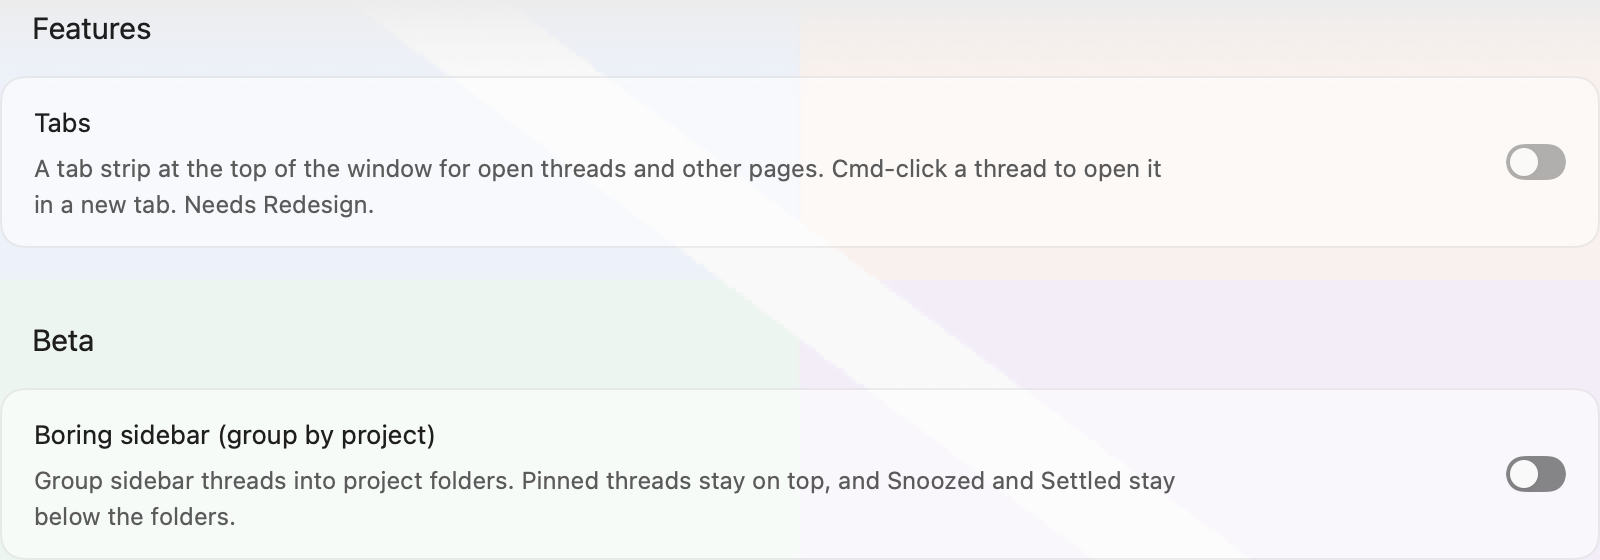 Features
Tabs
A tab strip at the top of the window for open threads and other pages. Cmd-click a thread to open it
in a new tab. Needs Redesign.
Beta
Boring sidebar (group by project)
Group sidebar threads into project folders. Pinned threads stay on top, and Snoozed and Settled stay
below the folders.